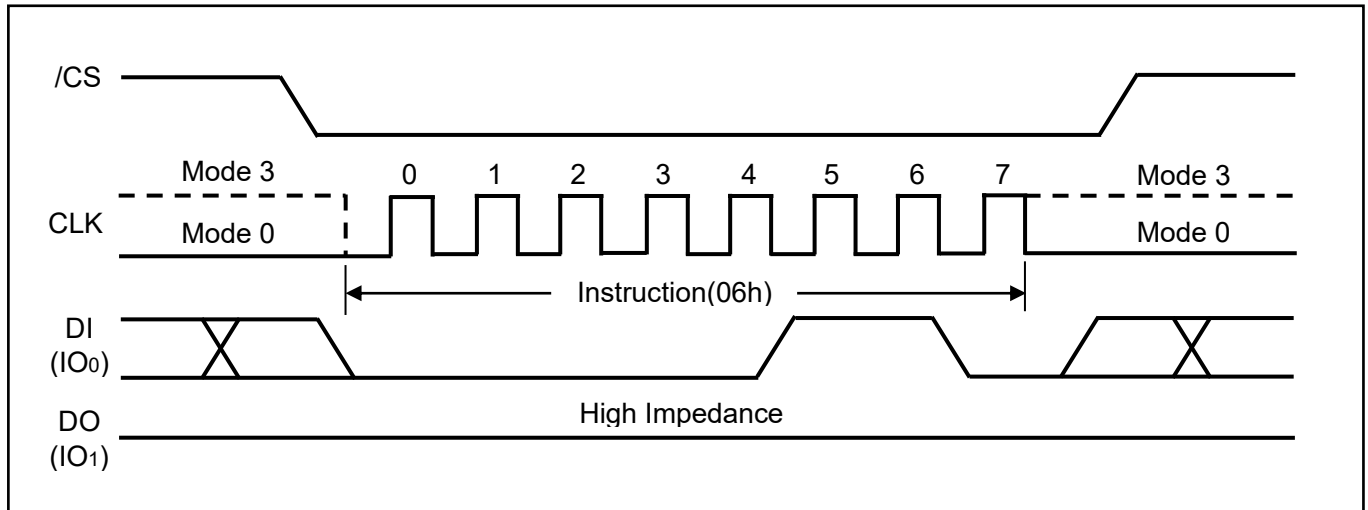 /CS
Mode 3
0 1 2 3 4 5 6 7
Mode 3
CLK
Mode 0
Mode 0
Instruction(06h)
DI
(IO0)
High Impedance
DO
(IO1)